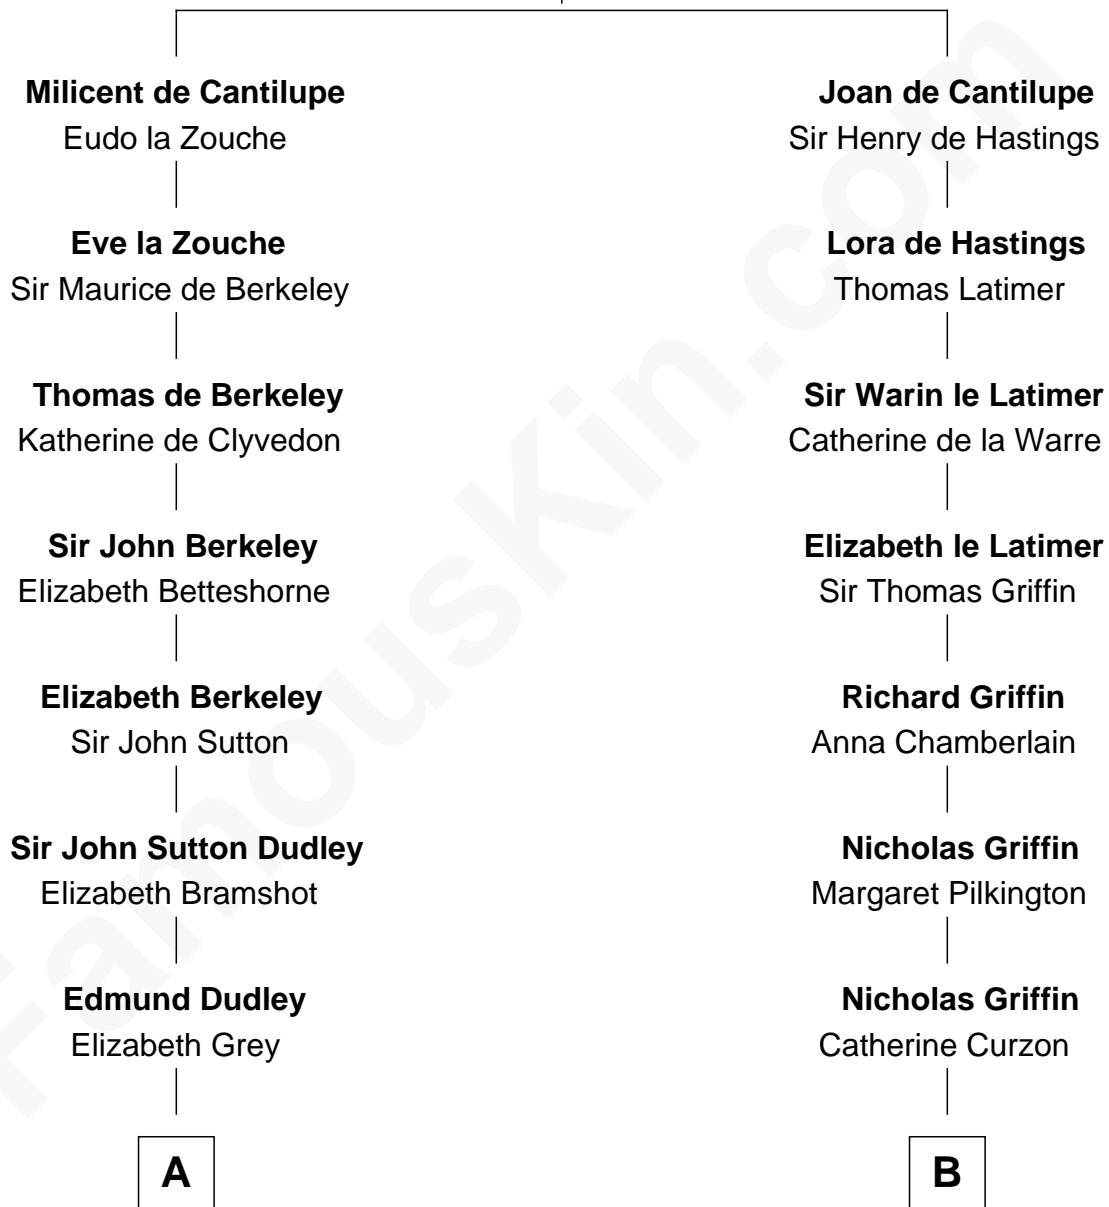 Milicent de Cantilupe
Eudo la Zouche
Joan de Cantilupe
Sir Henry de Hastings
Eve la Zouche
Sir Maurice de Berkeley
Lora de Hastings
Thomas Latimer
Thomas de Berkeley
Katherine de Clyvedon
Sir Warin le Latimer
Catherine de la Warre
Sir John Berkeley
Elizabeth Betteshorne
Elizabeth le Latimer
Sir Thomas Griffin
Elizabeth Berkeley
Sir John Sutton
Richard Griffin
Anna Chamberlain
Sir John Sutton Dudley
Elizabeth Bramshot
Nicholas Griffin
Margaret Pilkington
Edmund Dudley
Elizabeth Grey
Nicholas Griffin
Catherine Curzon
A
B
FamousKin.com